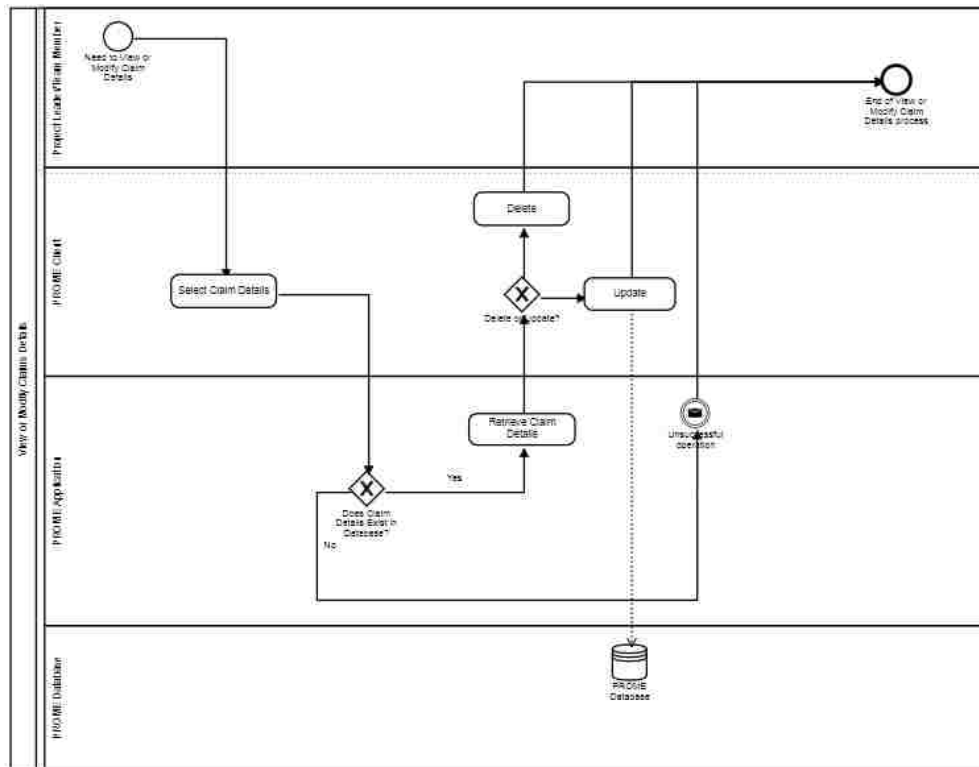 View or Modify Claims Details
Project Leader/Team Member
Need to View or
Modify Claim
Details
End of View or
Modify Claim
Details process
PROME Client
Delete
Select Claim Details
Delete or update?
Update
PROME Application
Retrieve Claim
Details
Unsuccessful
operation
Yes
Does Claim
Details Exist in
Database?
No
PROME Database
PROME
Database